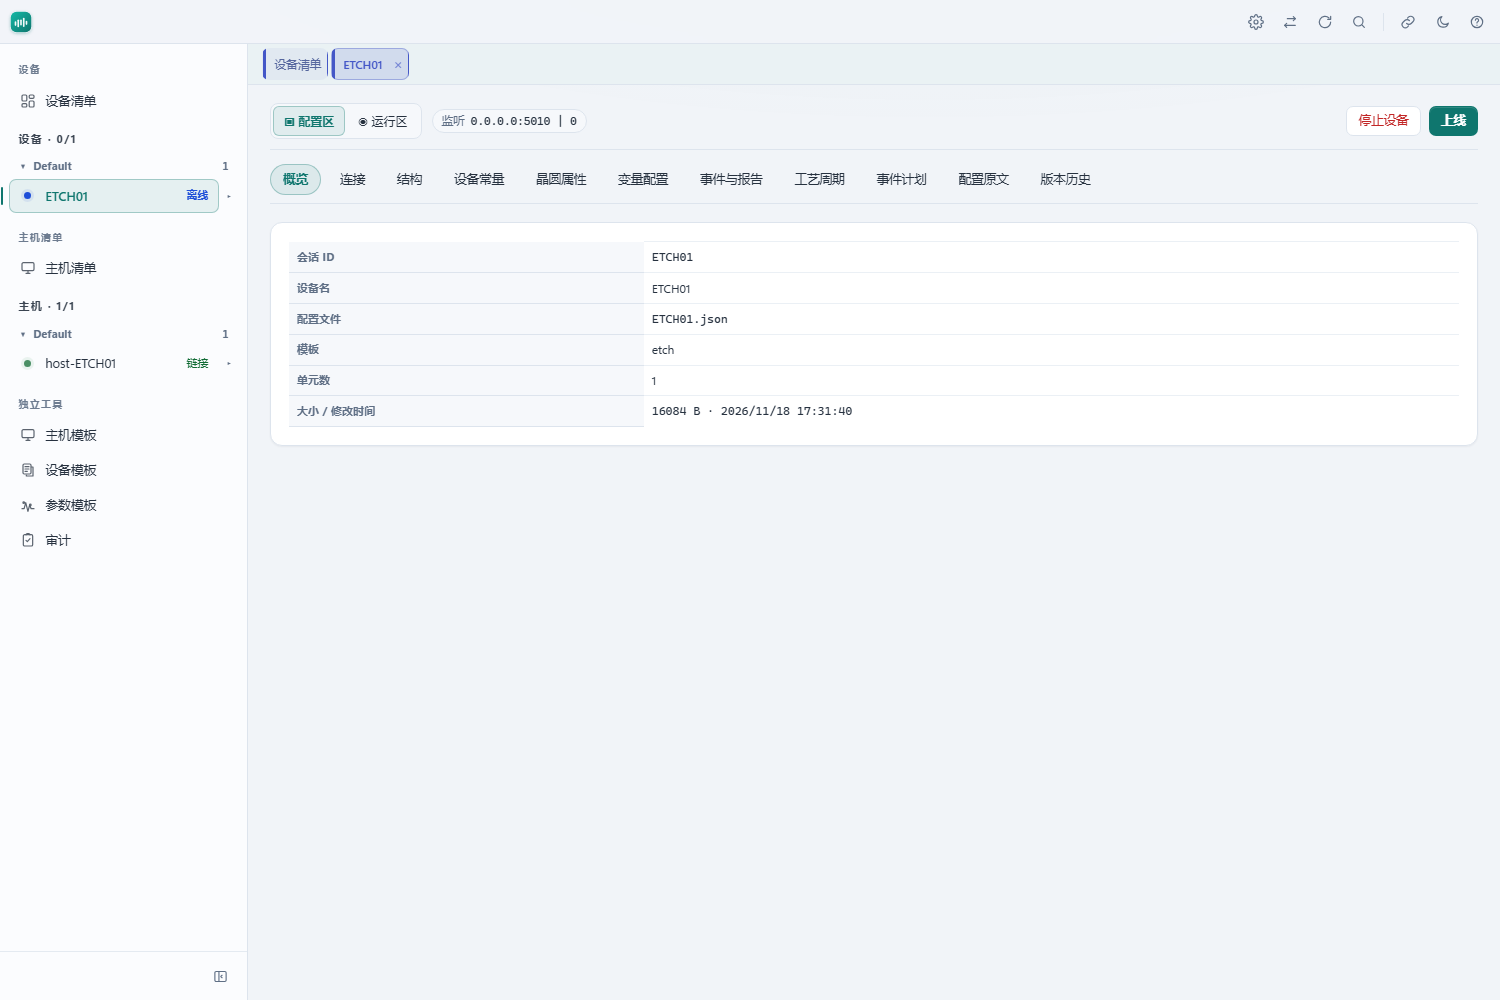 设备
设备清单
设备 · 0/1
Default 1
ETCH01 离线
主机清单
主机清单
主机 · 1/1
Default 1
host-ETCH01 链接
独立工具
主机模板
设备模板
参数模板
审计
设备清单 ETCH01 ×
配置区 运行区 监听 0.0.0.0:5010 | 0 停止设备 上线
概览 连接 结构 设备常量 晶圆属性 变量配置 事件与报告 工艺周期 事件计划 配置原文 版本历史
会话 ID ETCH01
设备名 ETCH01
配置文件 ETCH01.json
模板 etch
单元数 1
大小 / 修改时间 16084 B · 2026/11/18 17:31:40